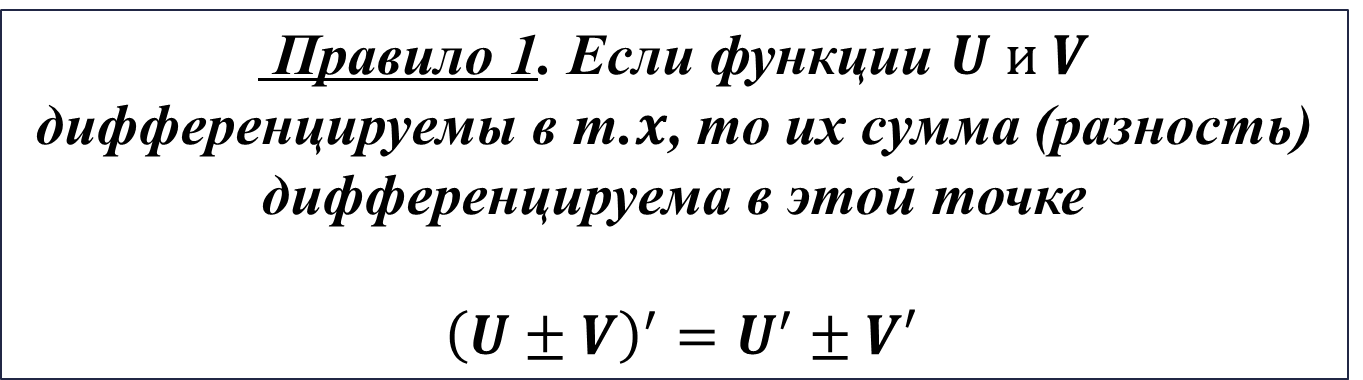 Правило 1. Если функции U и V
дифференцируемы в т.x, то их сумма (разность)
дифференцируема в этой точке
(U ± V)′ = U′ ± V′